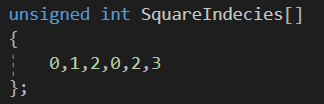 unsigned int SquareIndecies[]
{
0,1,2,0,2,3
};